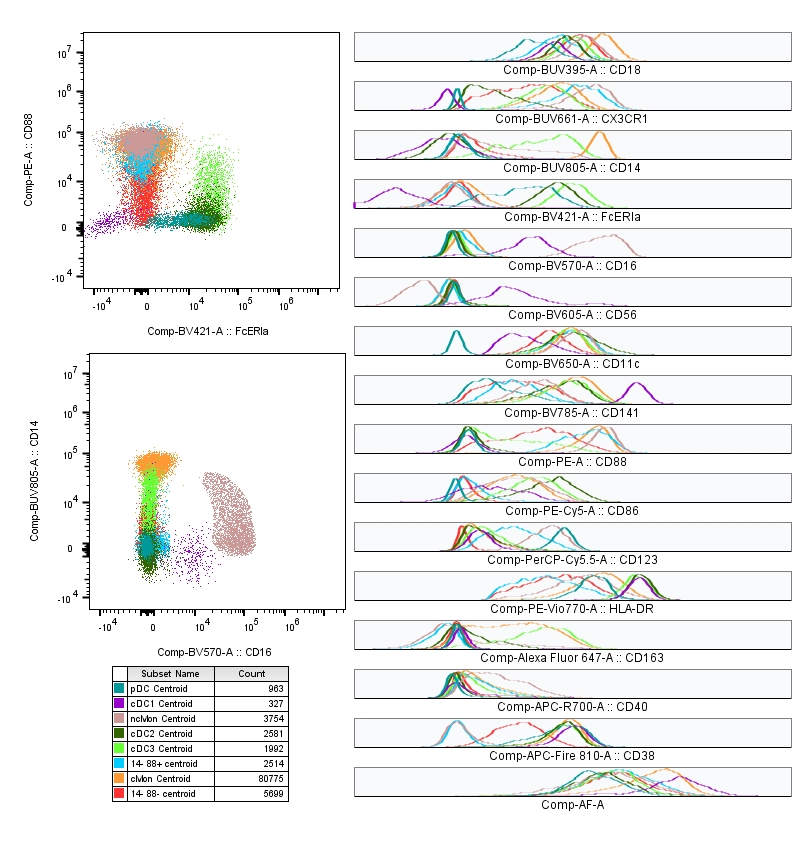 10^7
10^6
10^5
10^4
0
-10^4
Comp-PE-A :: CD88
-10^4 0 10^4 10^5 10^6
Comp-BV421-A :: FcERIa
10^7
10^6
10^5
10^4
0
-10^4
Comp-BUV805-A :: CD14
-10^4 0 10^4 10^5 10^6
Comp-BV570-A :: CD16
Subset Name Count
pDC Centroid 963
cDC1 Centroid 327
ncMon Centroid 3754
cDC2 Centroid 2581
cDC3 Centroid 1992
14- 88+ centroid 2514
cMon Centroid 80775
14- 88- centroid 5699
Comp-BUV395-A :: CD18
Comp-BUV661-A :: CX3CR1
Comp-BUV805-A :: CD14
Comp-BV421-A :: FcERIa
Comp-BV570-A :: CD16
Comp-BV605-A :: CD56
Comp-BV650-A :: CD11c
Comp-BV785-A :: CD141
Comp-PE-A :: CD88
Comp-PE-Cy5-A :: CD86
Comp-PerCP-Cy5.5-A :: CD123
Comp-PE-Vio770-A :: HLA-DR
Comp-Alexa Fluor 647-A :: CD163
Comp-APC-R700-A :: CD40
Comp-APC-Fire 810-A :: CD38
Comp-AF-A